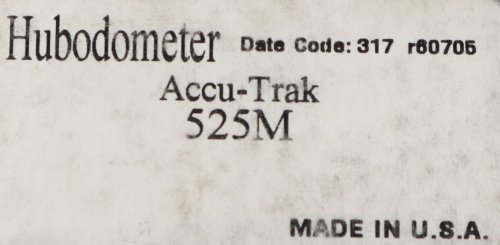 Hubodometer Date Code: 317 r60705
Accu-Trak
525M
MADE IN U.S.A.